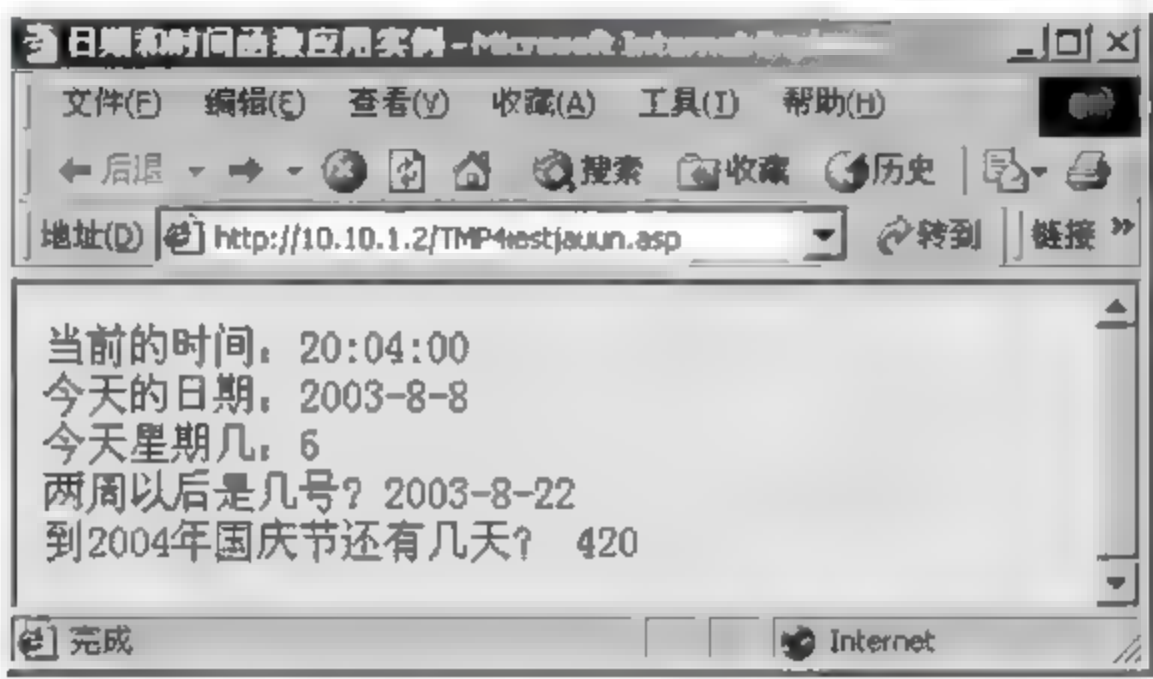 日期和时间函数应用实例 - Microsoft Internet
文件(F) 编辑(E) 查看(V) 收藏(A) 工具(T) 帮助(H)
后退 搜索 收藏 历史
地址(D) http://10.10.1.2/TMP4 转到 链接 »
当前的时间：20:04:00
今天的日期：2003-8-8
今天星期几：6
两周以后是几号? 2003-8-22
到2004年国庆节还有几天? 420
完成 Internet